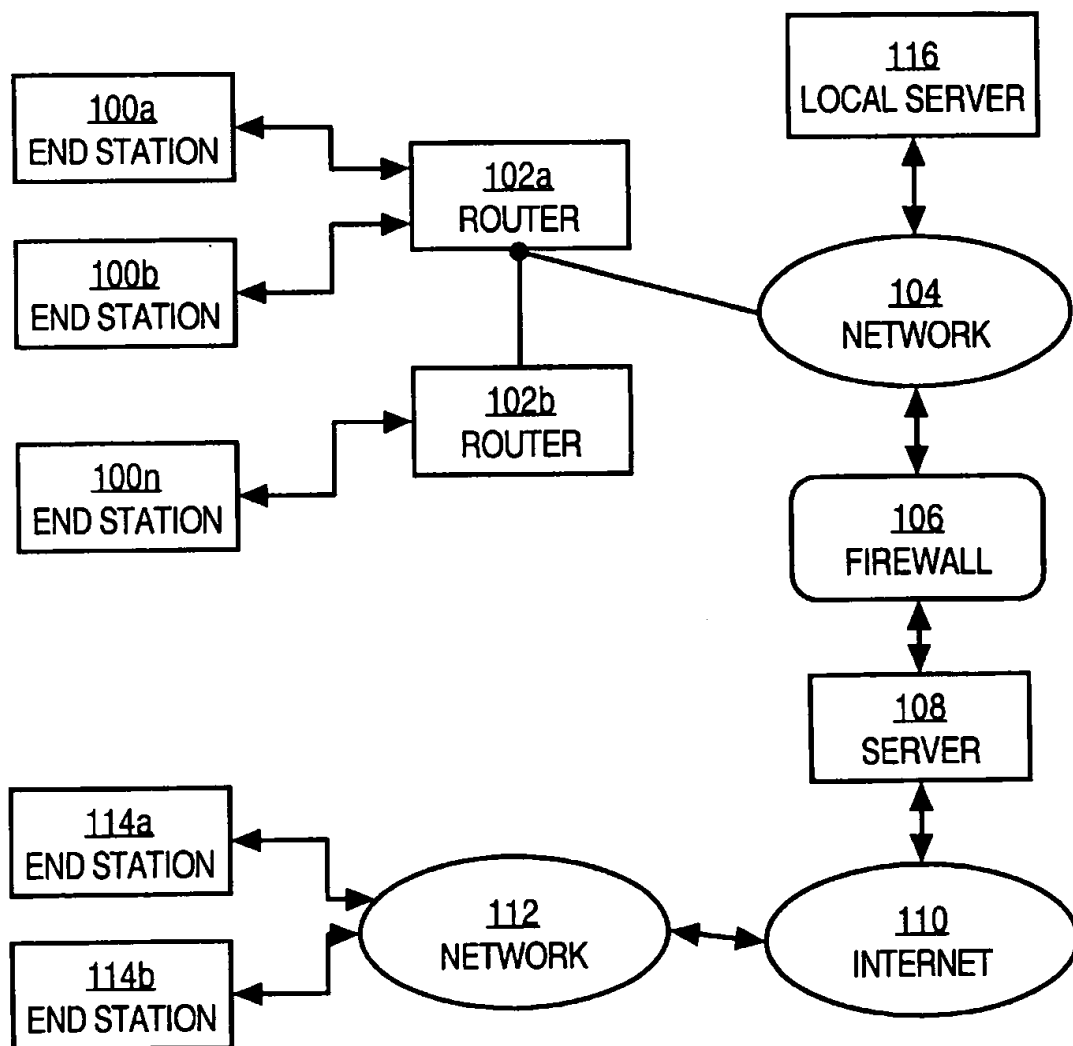 116
LOCAL SERVER
100a
END STATION
102a
ROUTER
100b
END STATION
104
NETWORK
102b
ROUTER
100n
END STATION
106
FIREWALL
108
SERVER
114a
END STATION
112
NETWORK
110
INTERNET
114b
END STATION